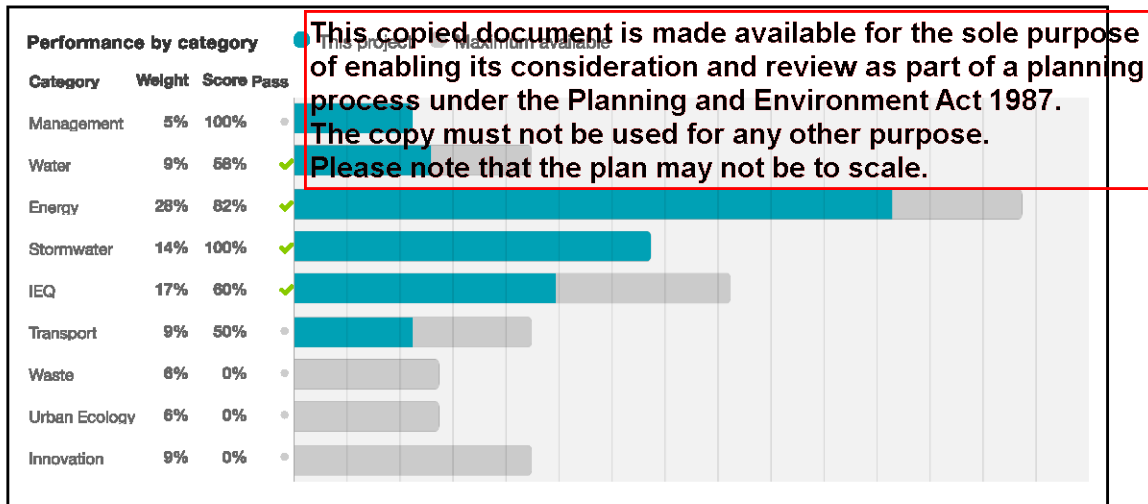 Performance by category This project Maximum available
This copied document is made available for the sole purpose
of enabling its consideration and review as part of a planning
process under the Planning and Environment Act 1987.
The copy must not be used for any other purpose.
Please note that the plan may not be to scale.
Category Weight Score Pass
Management 5% 100%
Water 9% 58%
Energy 28% 82%
Stormwater 14% 100%
IEQ 17% 60%
Transport 9% 50%
Waste 6% 0%
Urban Ecology 6% 0%
Innovation 9% 0%